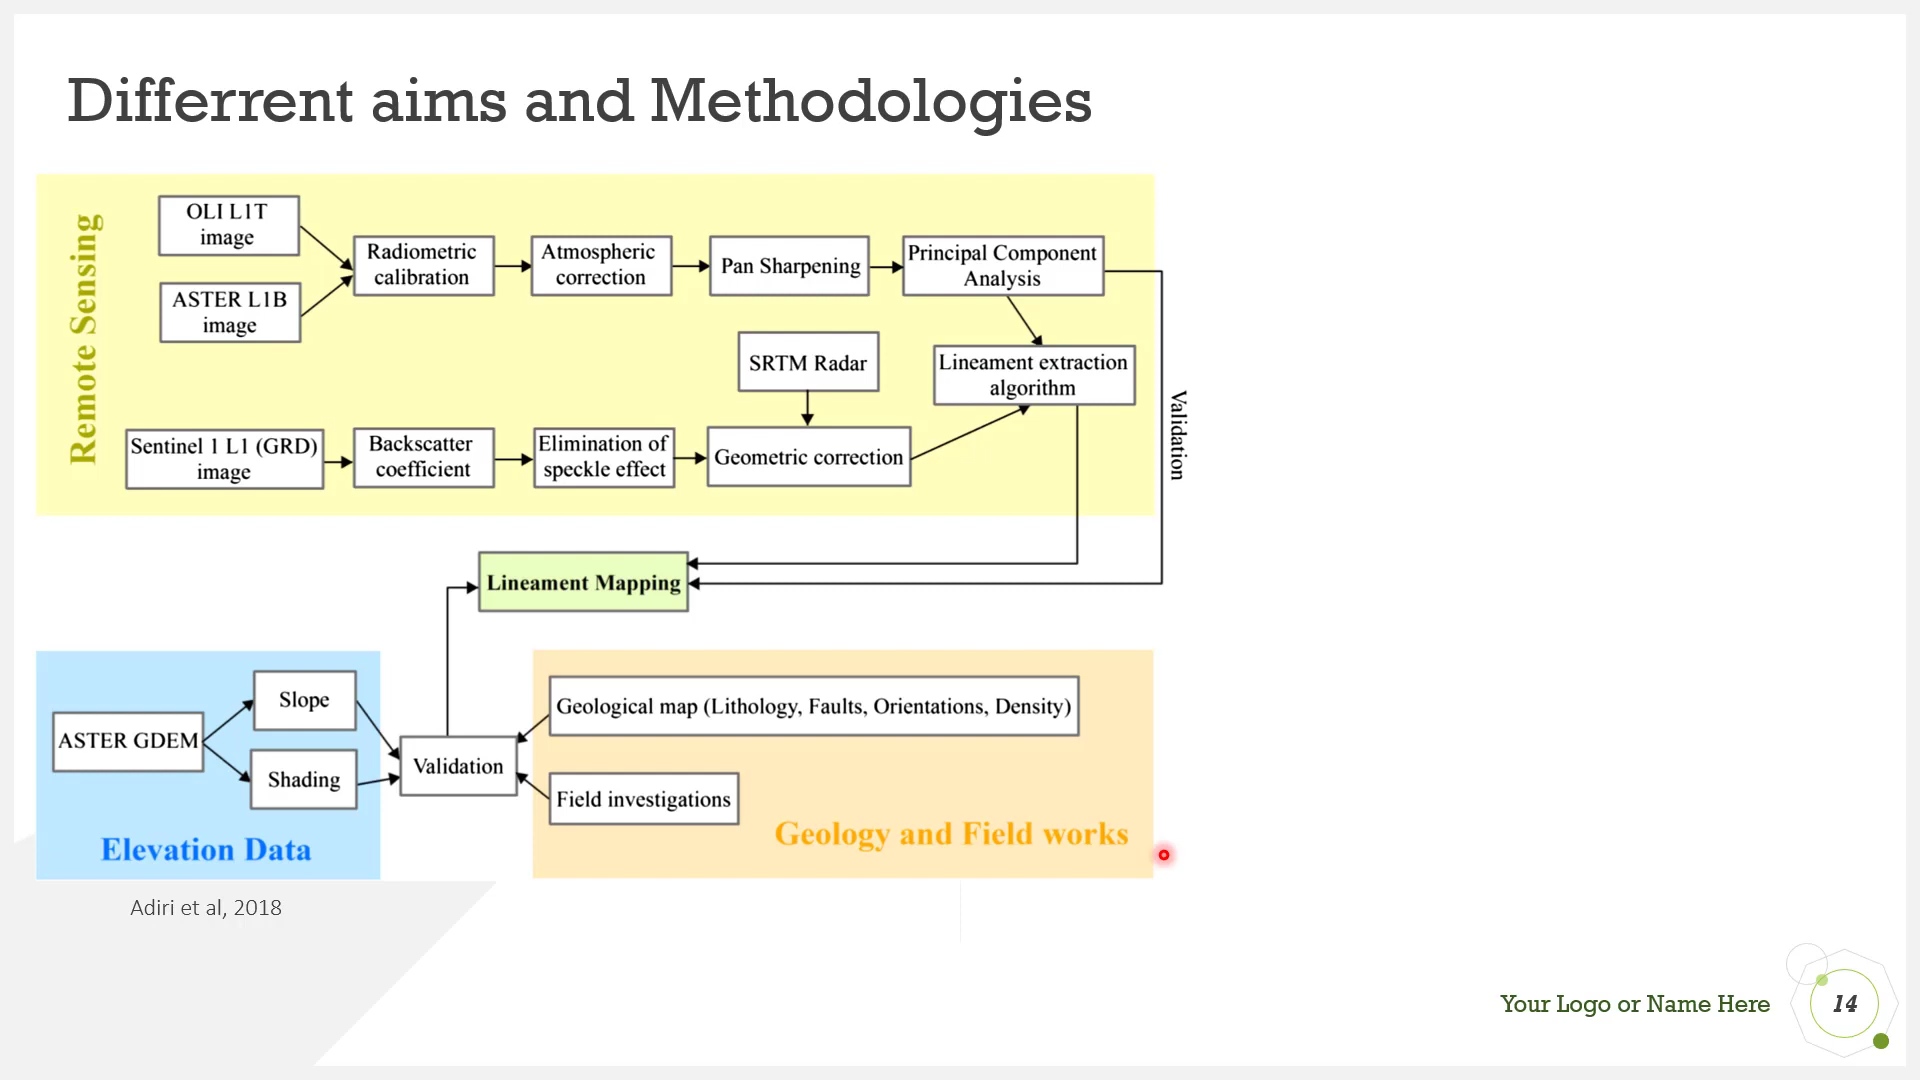 Differrent aims and Methodologies
Remote Sensing
OLI L1T
image
ASTER L1B
image
Radiometric
calibration
Atmospheric
correction
Pan Sharpening
Principal Component
Analysis
SRTM Radar
Lineament extraction
algorithm
Sentinel 1 L1 (GRD)
image
Backscatter
coefficient
Elimination of
speckle effect
Geometric correction
Validation
Lineament Mapping
ASTER GDEM
Slope
Shading
Elevation Data
Validation
Geological map (Lithology, Faults, Orientations, Density)
Field investigations
Geology and Field works
Adiri et al, 2018
Your Logo or Name Here
14